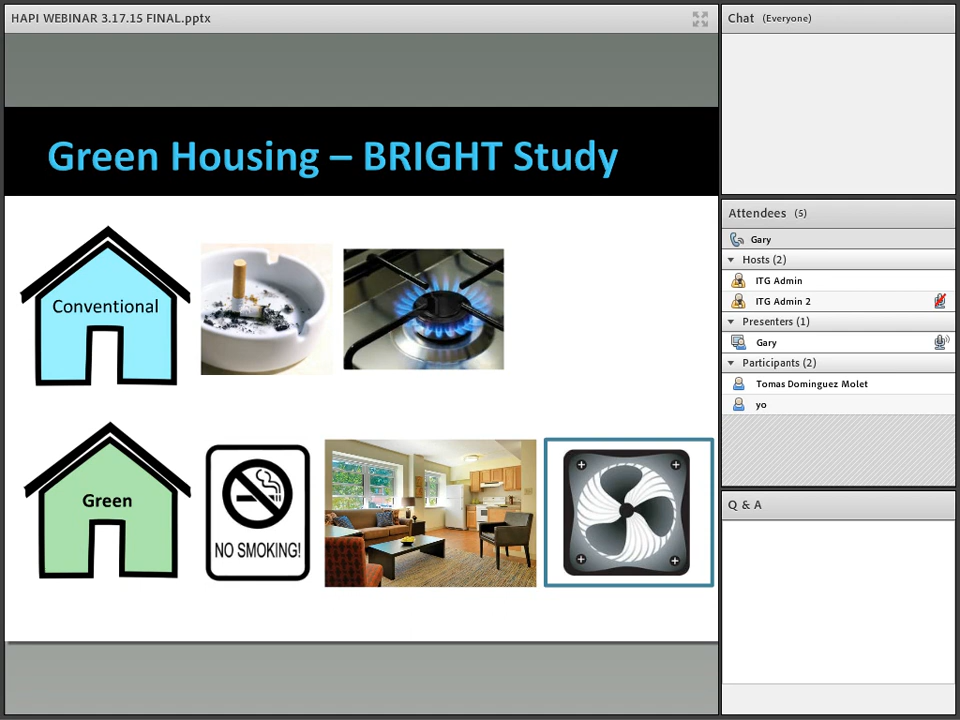 HAPI WEBINAR 3.17.15 FINAL.pptx
Green Housing – BRIGHT Study
Conventional
Green
NO SMOKING!
Chat (Everyone)
Attendees (5)
Gary
Hosts (2)
ITG Admin
ITG Admin 2
Presenters (1)
Gary
Participants (2)
Tomas Dominguez Molet
yo
Q & A